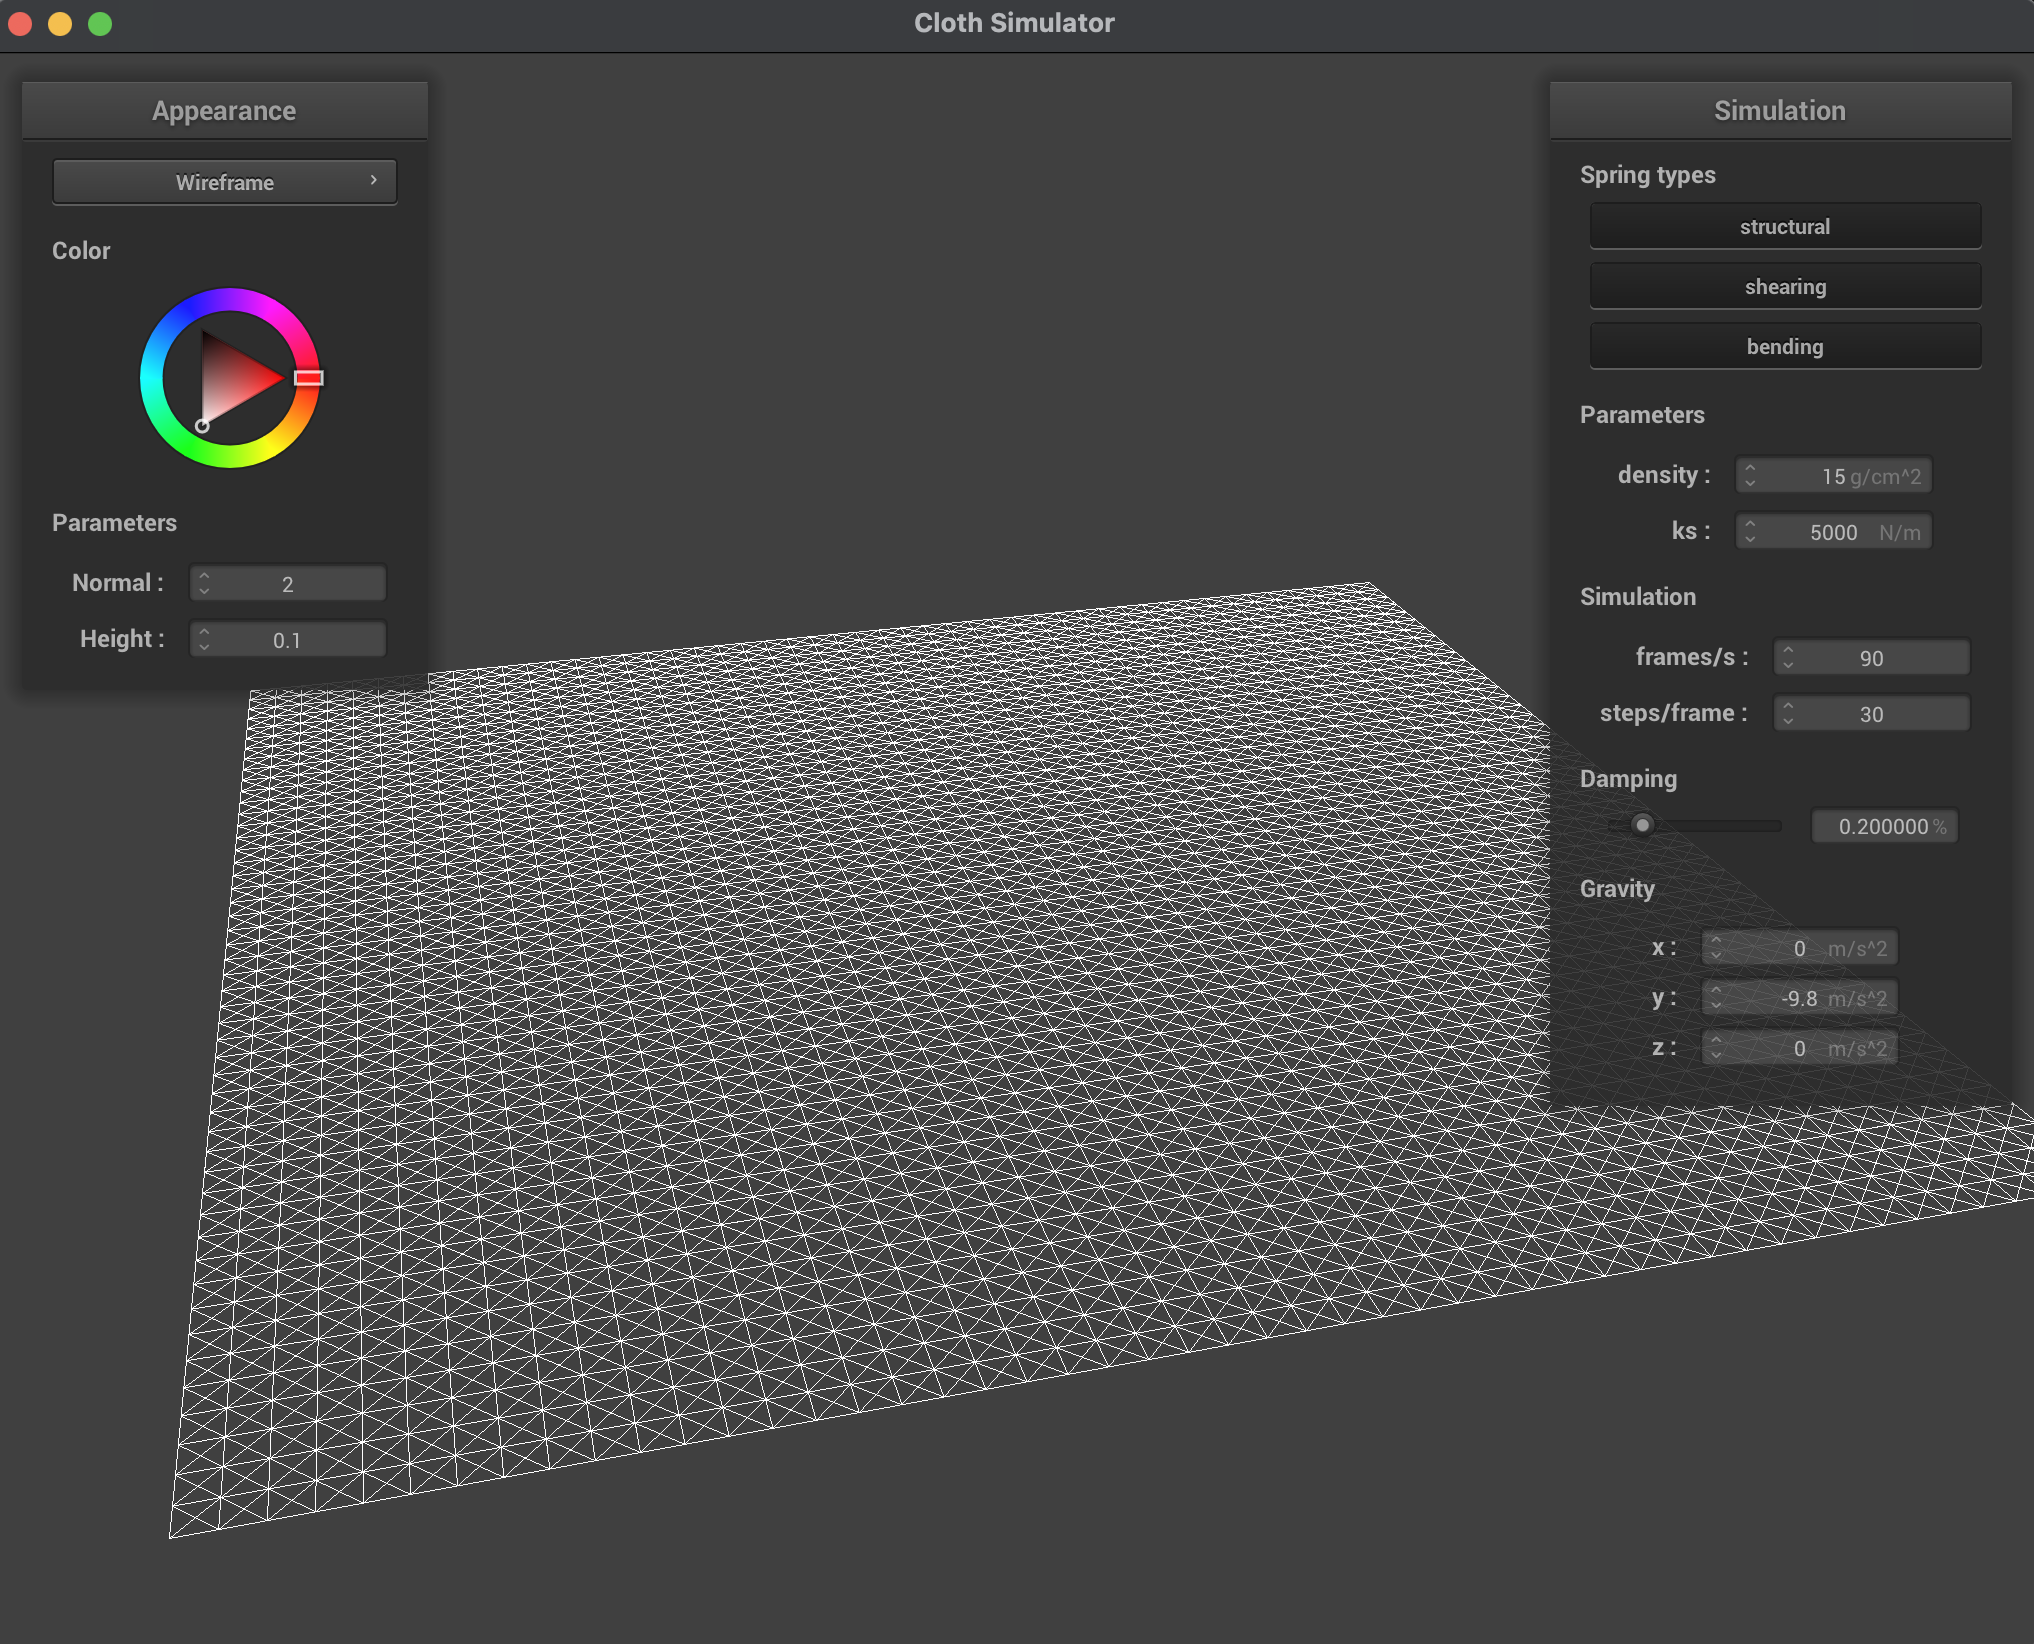 Cloth Simulator
Appearance
Wireframe
Color
Parameters
Normal : 2
Height : 0.1
Simulation
Spring types
structural
shearing
bending
Parameters
density : 15 g/cm^2
ks : 5000 N/m
Simulation
frames/s : 90
steps/frame : 30
Damping
0.200000 %
Gravity
x : 0 m/s^2
y : -9.8 m/s^2
z : 0 m/s^2